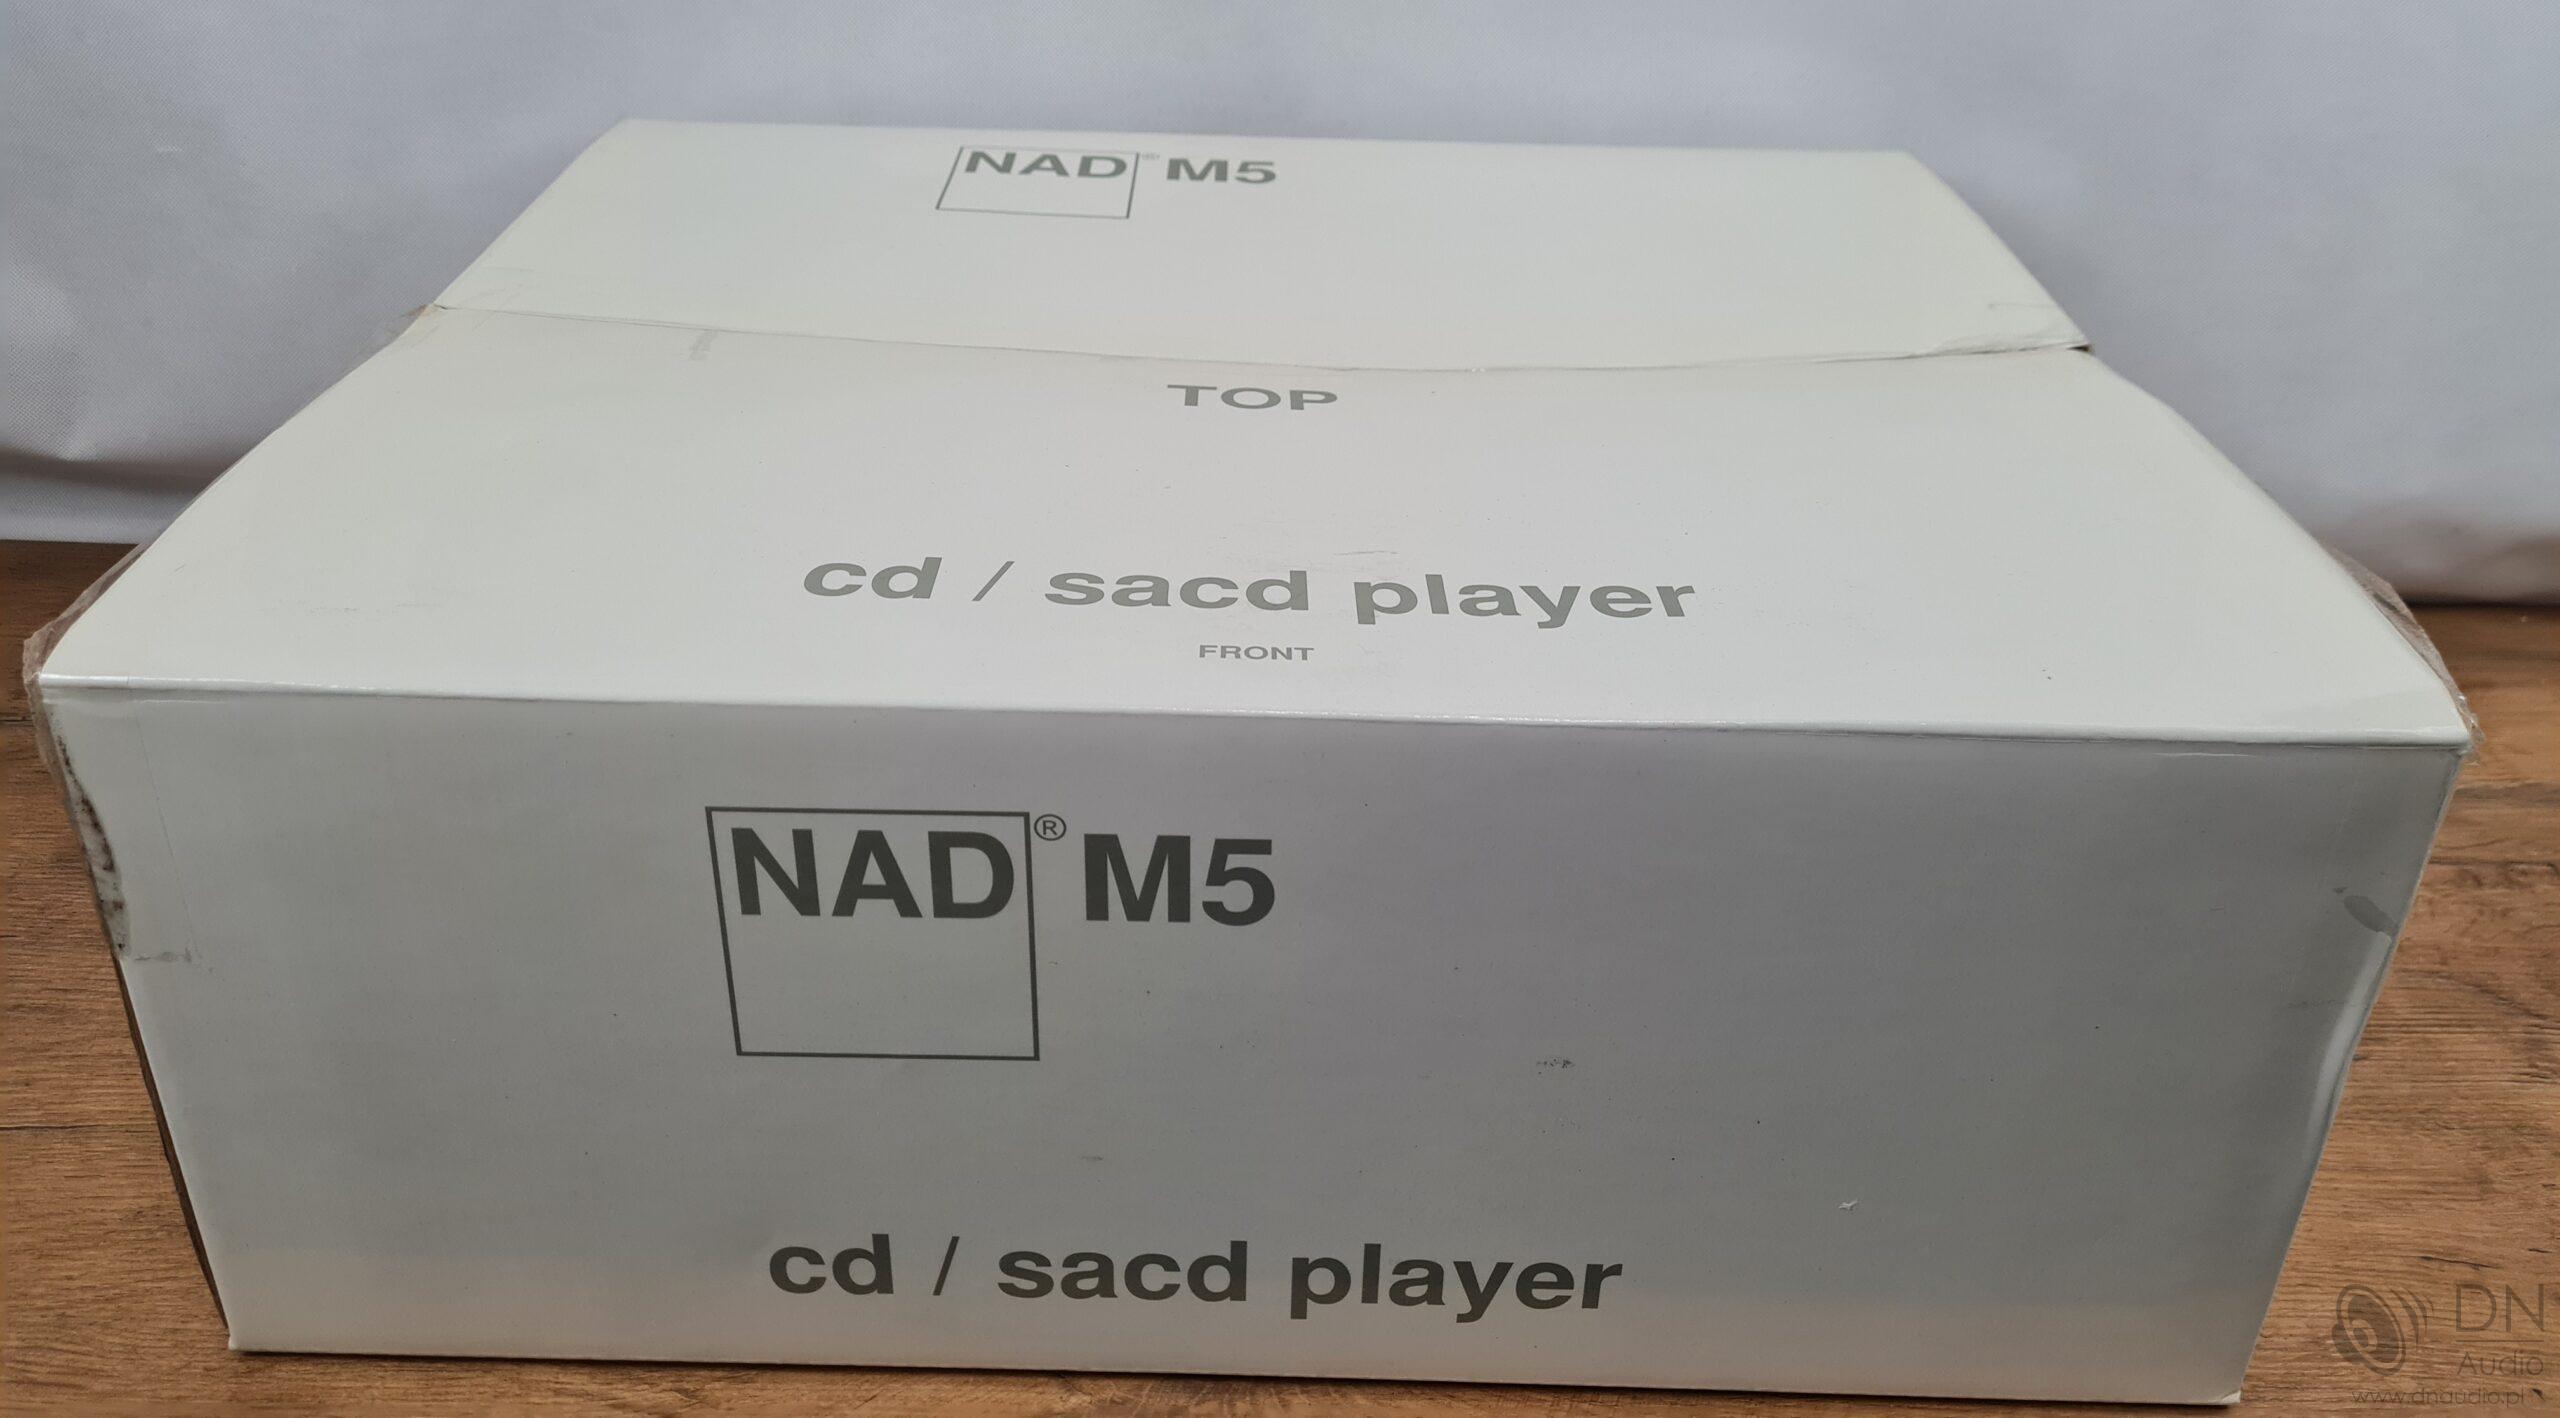 NAD® M5
TOP
cd / sacd player
FRONT
NAD® M5
cd / sacd player
DN
Audio
www.dnaudio.pl